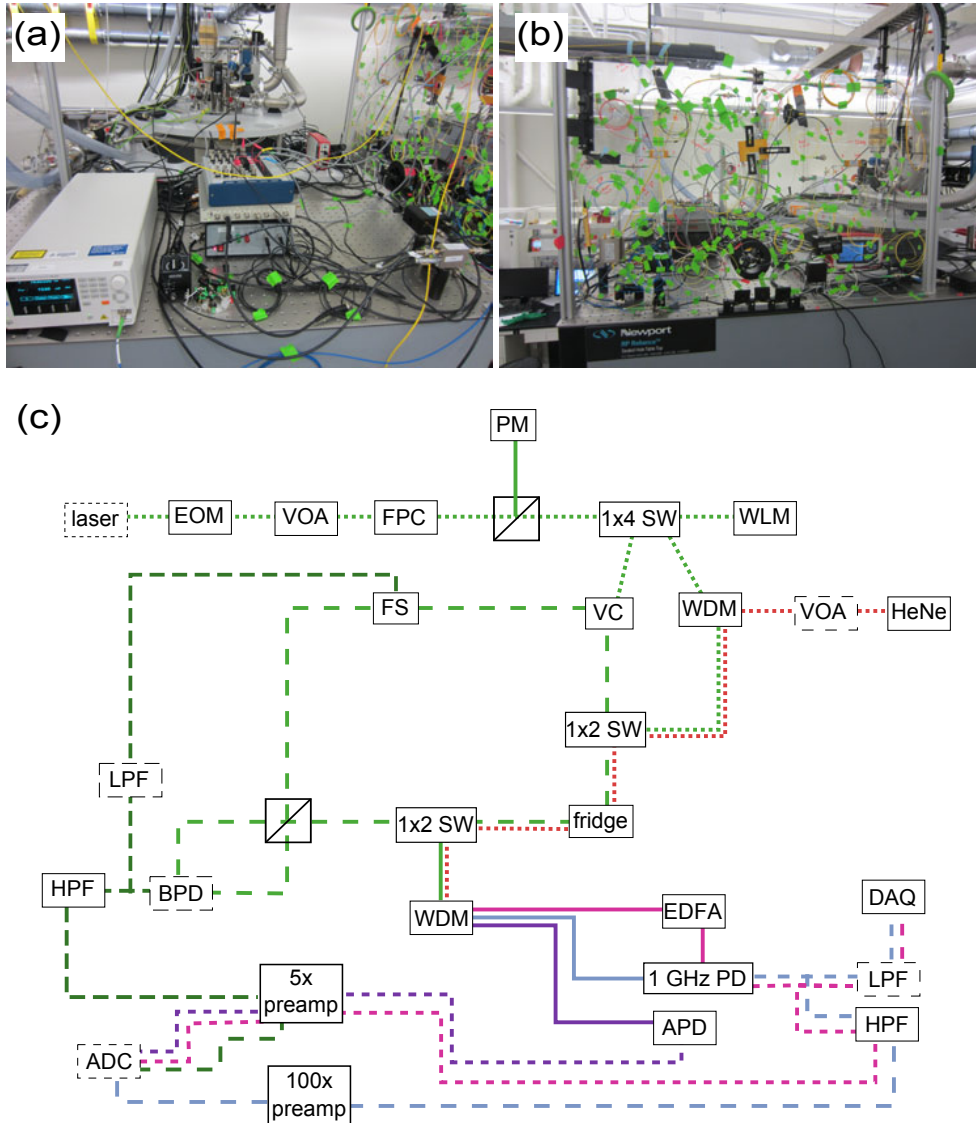 (a)
(b)
Newport
(c)
PM
laser
EOM
VOA
FPC
1x4 SW
WLM
FS
VC
WDM
VOA
HeNe
1x2 SW
LPF
1x2 SW
fridge
HPF
BPD
WDM
EDFA
DAQ
5x
preamp
1 GHz PD
LPF
APD
HPF
ADC
100x
preamp